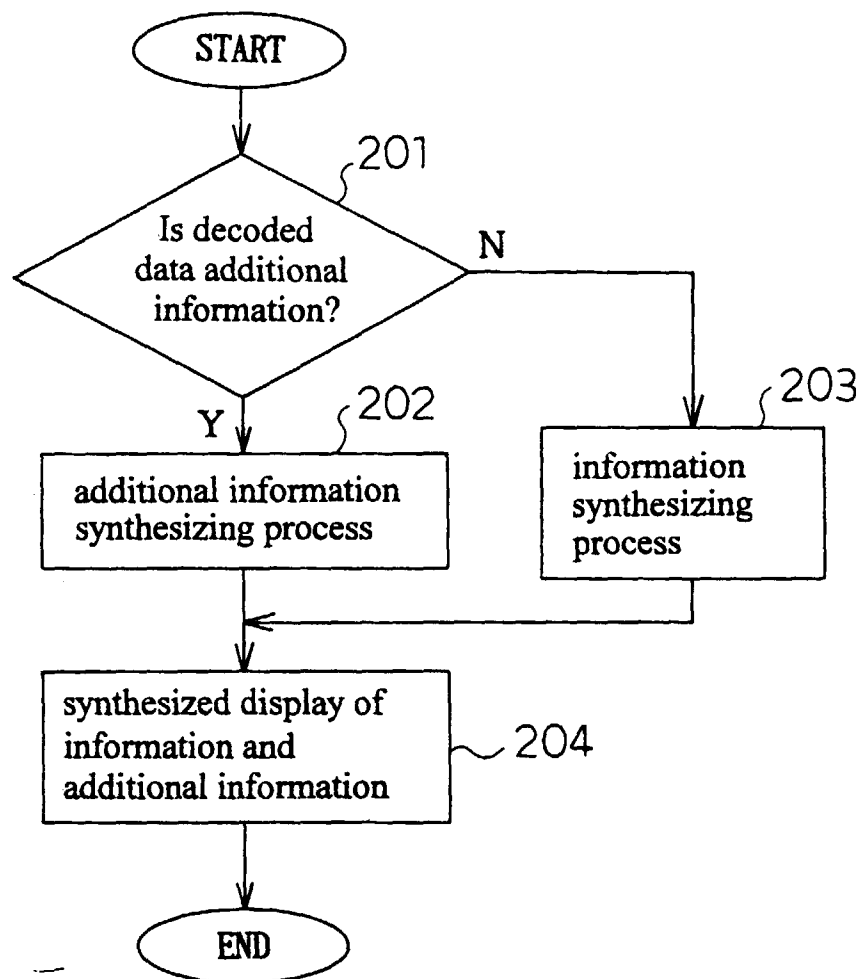 START
201
Is decoded
data additional
information?
N
Y
202
203
additional information
synthesizing process
information
synthesizing
process
synthesized display of
information and
additional information
204
END